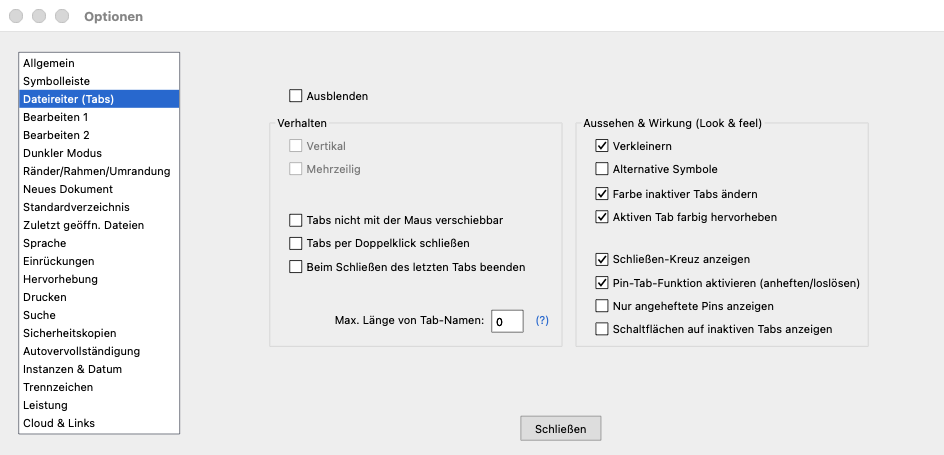 Optionen
Allgemein
Symbolleiste
Dateireiter (Tabs)
Bearbeiten 1
Bearbeiten 2
Dunkler Modus
Ränder/Rahmen/Umrandung
Neues Dokument
Standardverzeichnis
Zuletzt geöffn. Dateien
Sprache
Einrückungen
Hervorhebung
Drucken
Suche
Sicherheitskopien
Autovervollständigung
Instanzen & Datum
Trennzeichen
Leistung
Cloud & Links
Ausblenden
Verhalten
Vertikal
Mehrzeilig
Tabs nicht mit der Maus verschiebbar
Tabs per Doppelklick schließen
Beim Schließen des letzten Tabs beenden
Max. Länge von Tab-Namen: 0 (?)
Aussehen & Wirkung (Look & feel)
Verkleinern
Alternative Symbole
Farbe inaktiver Tabs ändern
Aktiven Tab farbig hervorheben
Schließen-Kreuz anzeigen
Pin-Tab-Funktion aktivieren (anheften/loslösen)
Nur angeheftete Pins anzeigen
Schaltflächen auf inaktiven Tabs anzeigen
Schließen